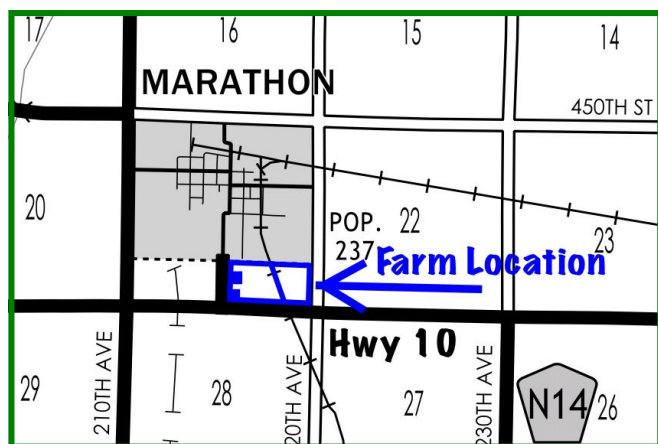 17
16
15
14
MARATHON
450TH ST
20
POP.
237
22
23
Farm Location
Hwy 10
29
210TH AVE
28
20TH AVE
27
230TH AVE
N14
26